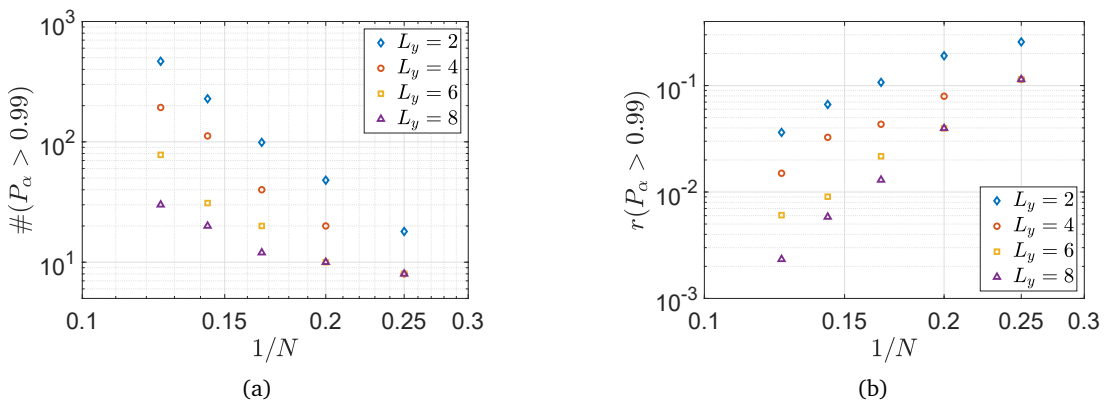 10^3
10^2
10^1
#(P_α > 0.99)
L_y = 2
L_y = 4
L_y = 6
L_y = 8
0.1 0.15 0.2 0.25 0.3
1/N
(a)
10^-1
10^-2
10^-3
r(P_α > 0.99)
L_y = 2
L_y = 4
L_y = 6
L_y = 8
0.1 0.15 0.2 0.25 0.3
1/N
(b)